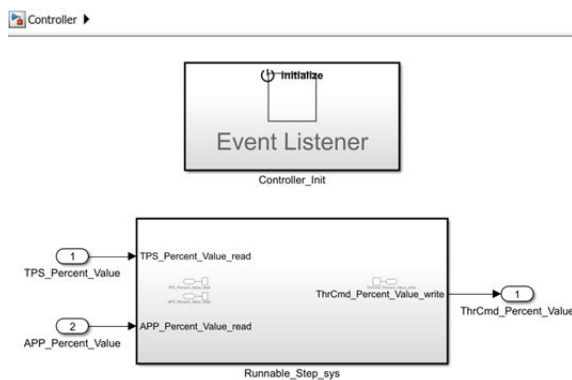 Controller
initialize
Event Listener
Controller_Init
1
TPS_Percent_Value
TPS_Percent_Value_read
ThrCmd_Percent_Value_write
1
ThrCmd_Percent_Value
2
APP_Percent_Value
APP_Percent_Value_read
Runnable_Step_sys